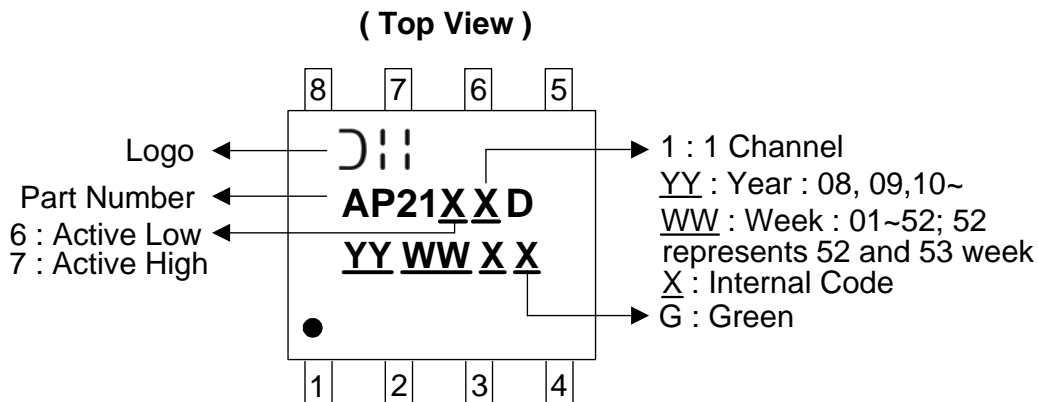 ( Top View )
8 7 6 5
Logo
Part Number
6 : Active Low
7 : Active High
AP21X XD
YY WW X X
1 : 1 Channel
YY : Year : 08, 09,10~
WW : Week : 01~52; 52
represents 52 and 53 week
X : Internal Code
G : Green
1 2 3 4